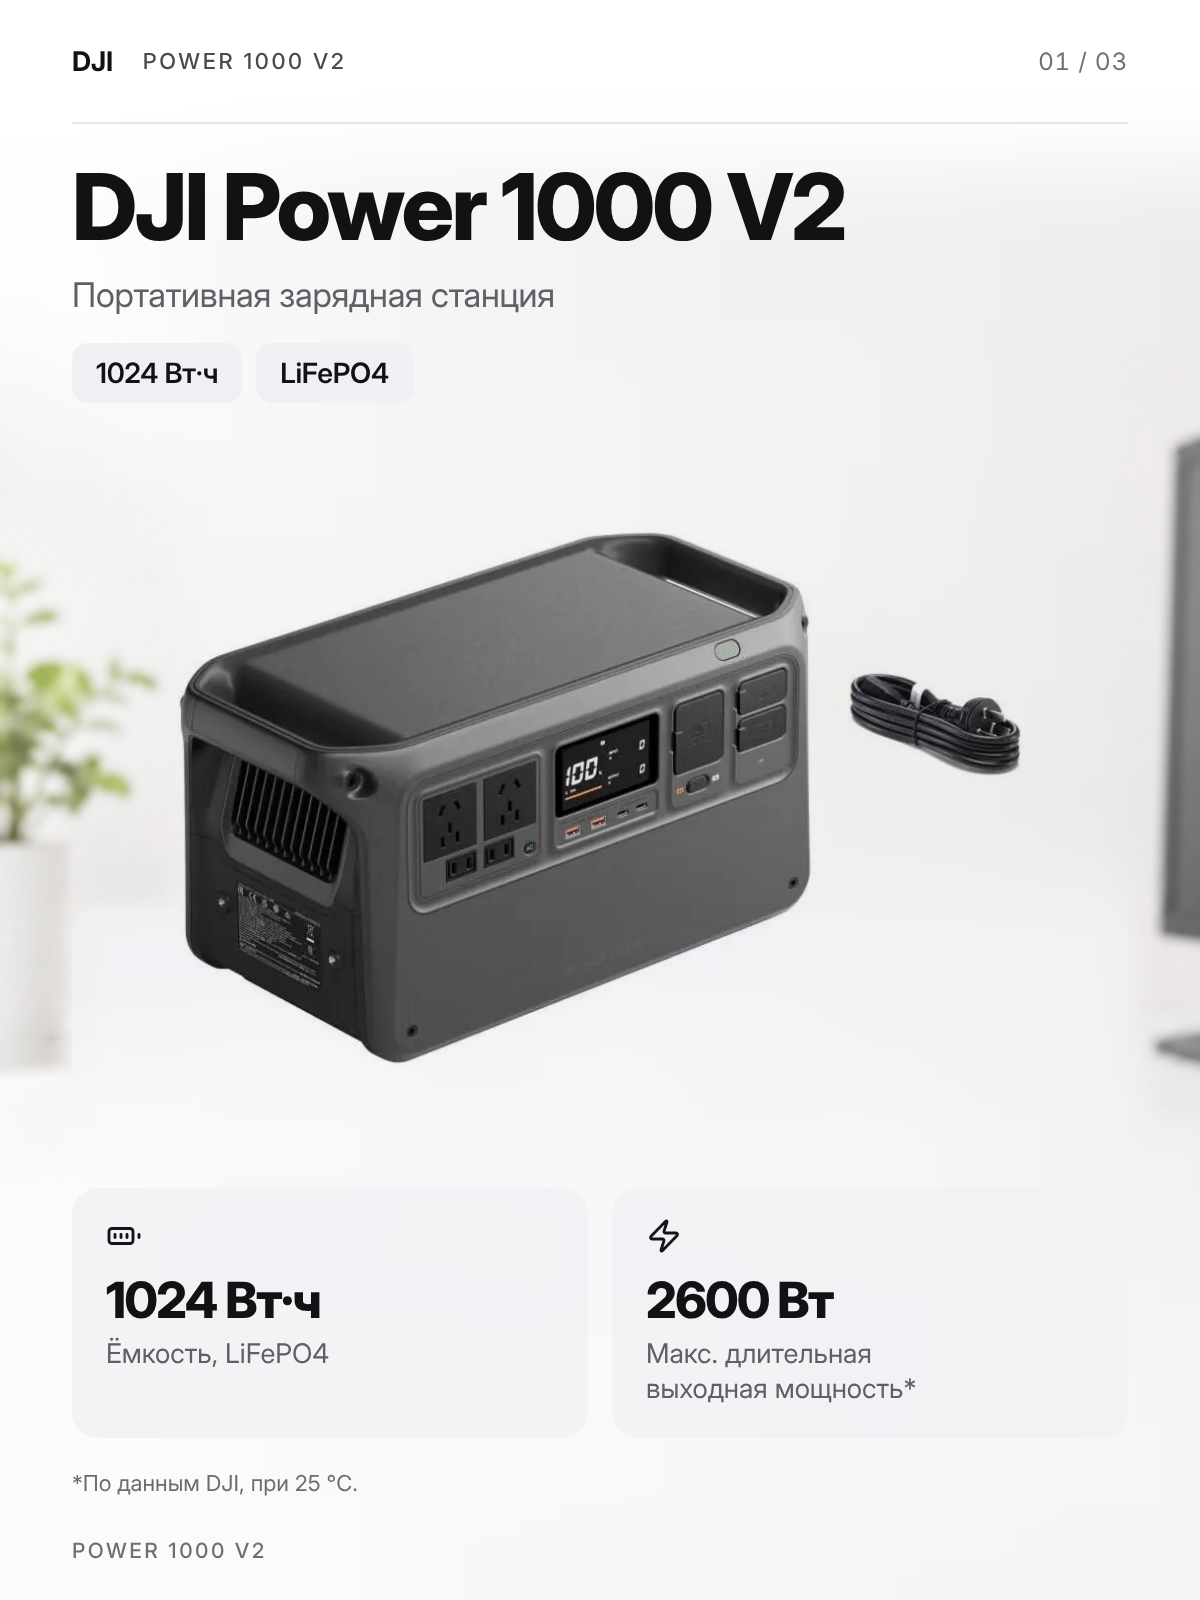 DJI POWER 1000 V2
01 / 03
DJI Power 1000 V2
Портативная зарядная станция
1024 Вт·ч
LiFePO4
100
1024 Вт·ч
Ёмкость, LiFePO4
2600 Вт
Макс. длительная
выходная мощность*
*По данным DJI, при 25 °C.
POWER 1000 V2